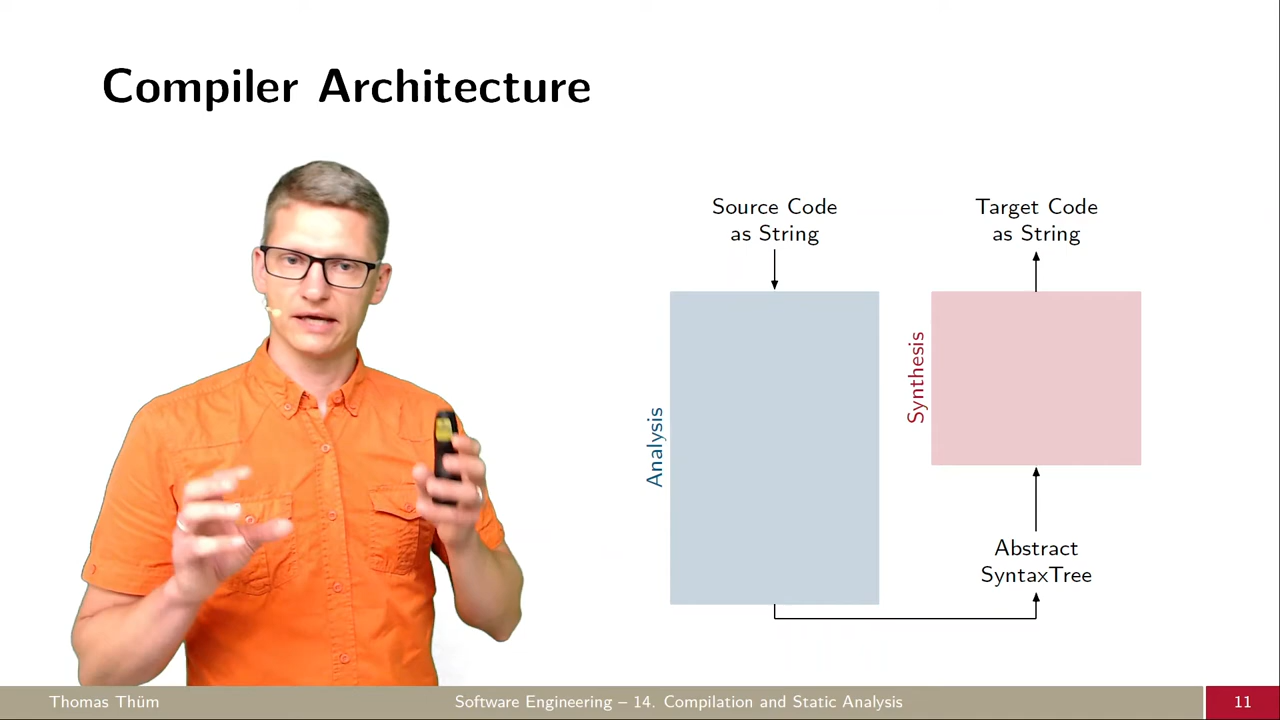 Compiler Architecture
Source Code
as String
Target Code
as String
Analysis
Synthesis
Abstract
SyntaxTree
Thomas Thüm
Software Engineering – 14. Compilation and Static Analysis
11